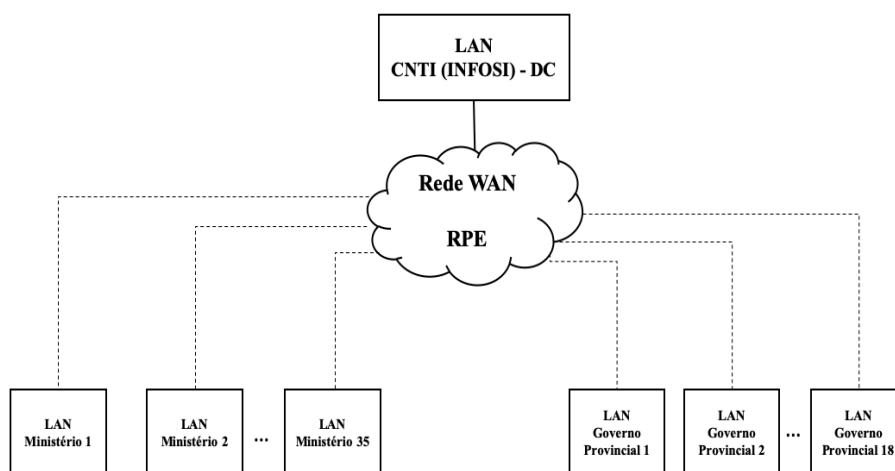 LAN
CNTI (INFOSI) - DC
Rede WAN
RPE
LAN
Ministério 1
LAN
Ministério 2
...
LAN
Ministério 35
LAN
Governo
Provincial 1
LAN
Governo
Provincial 2
...
LAN
Governo
Provincial 18